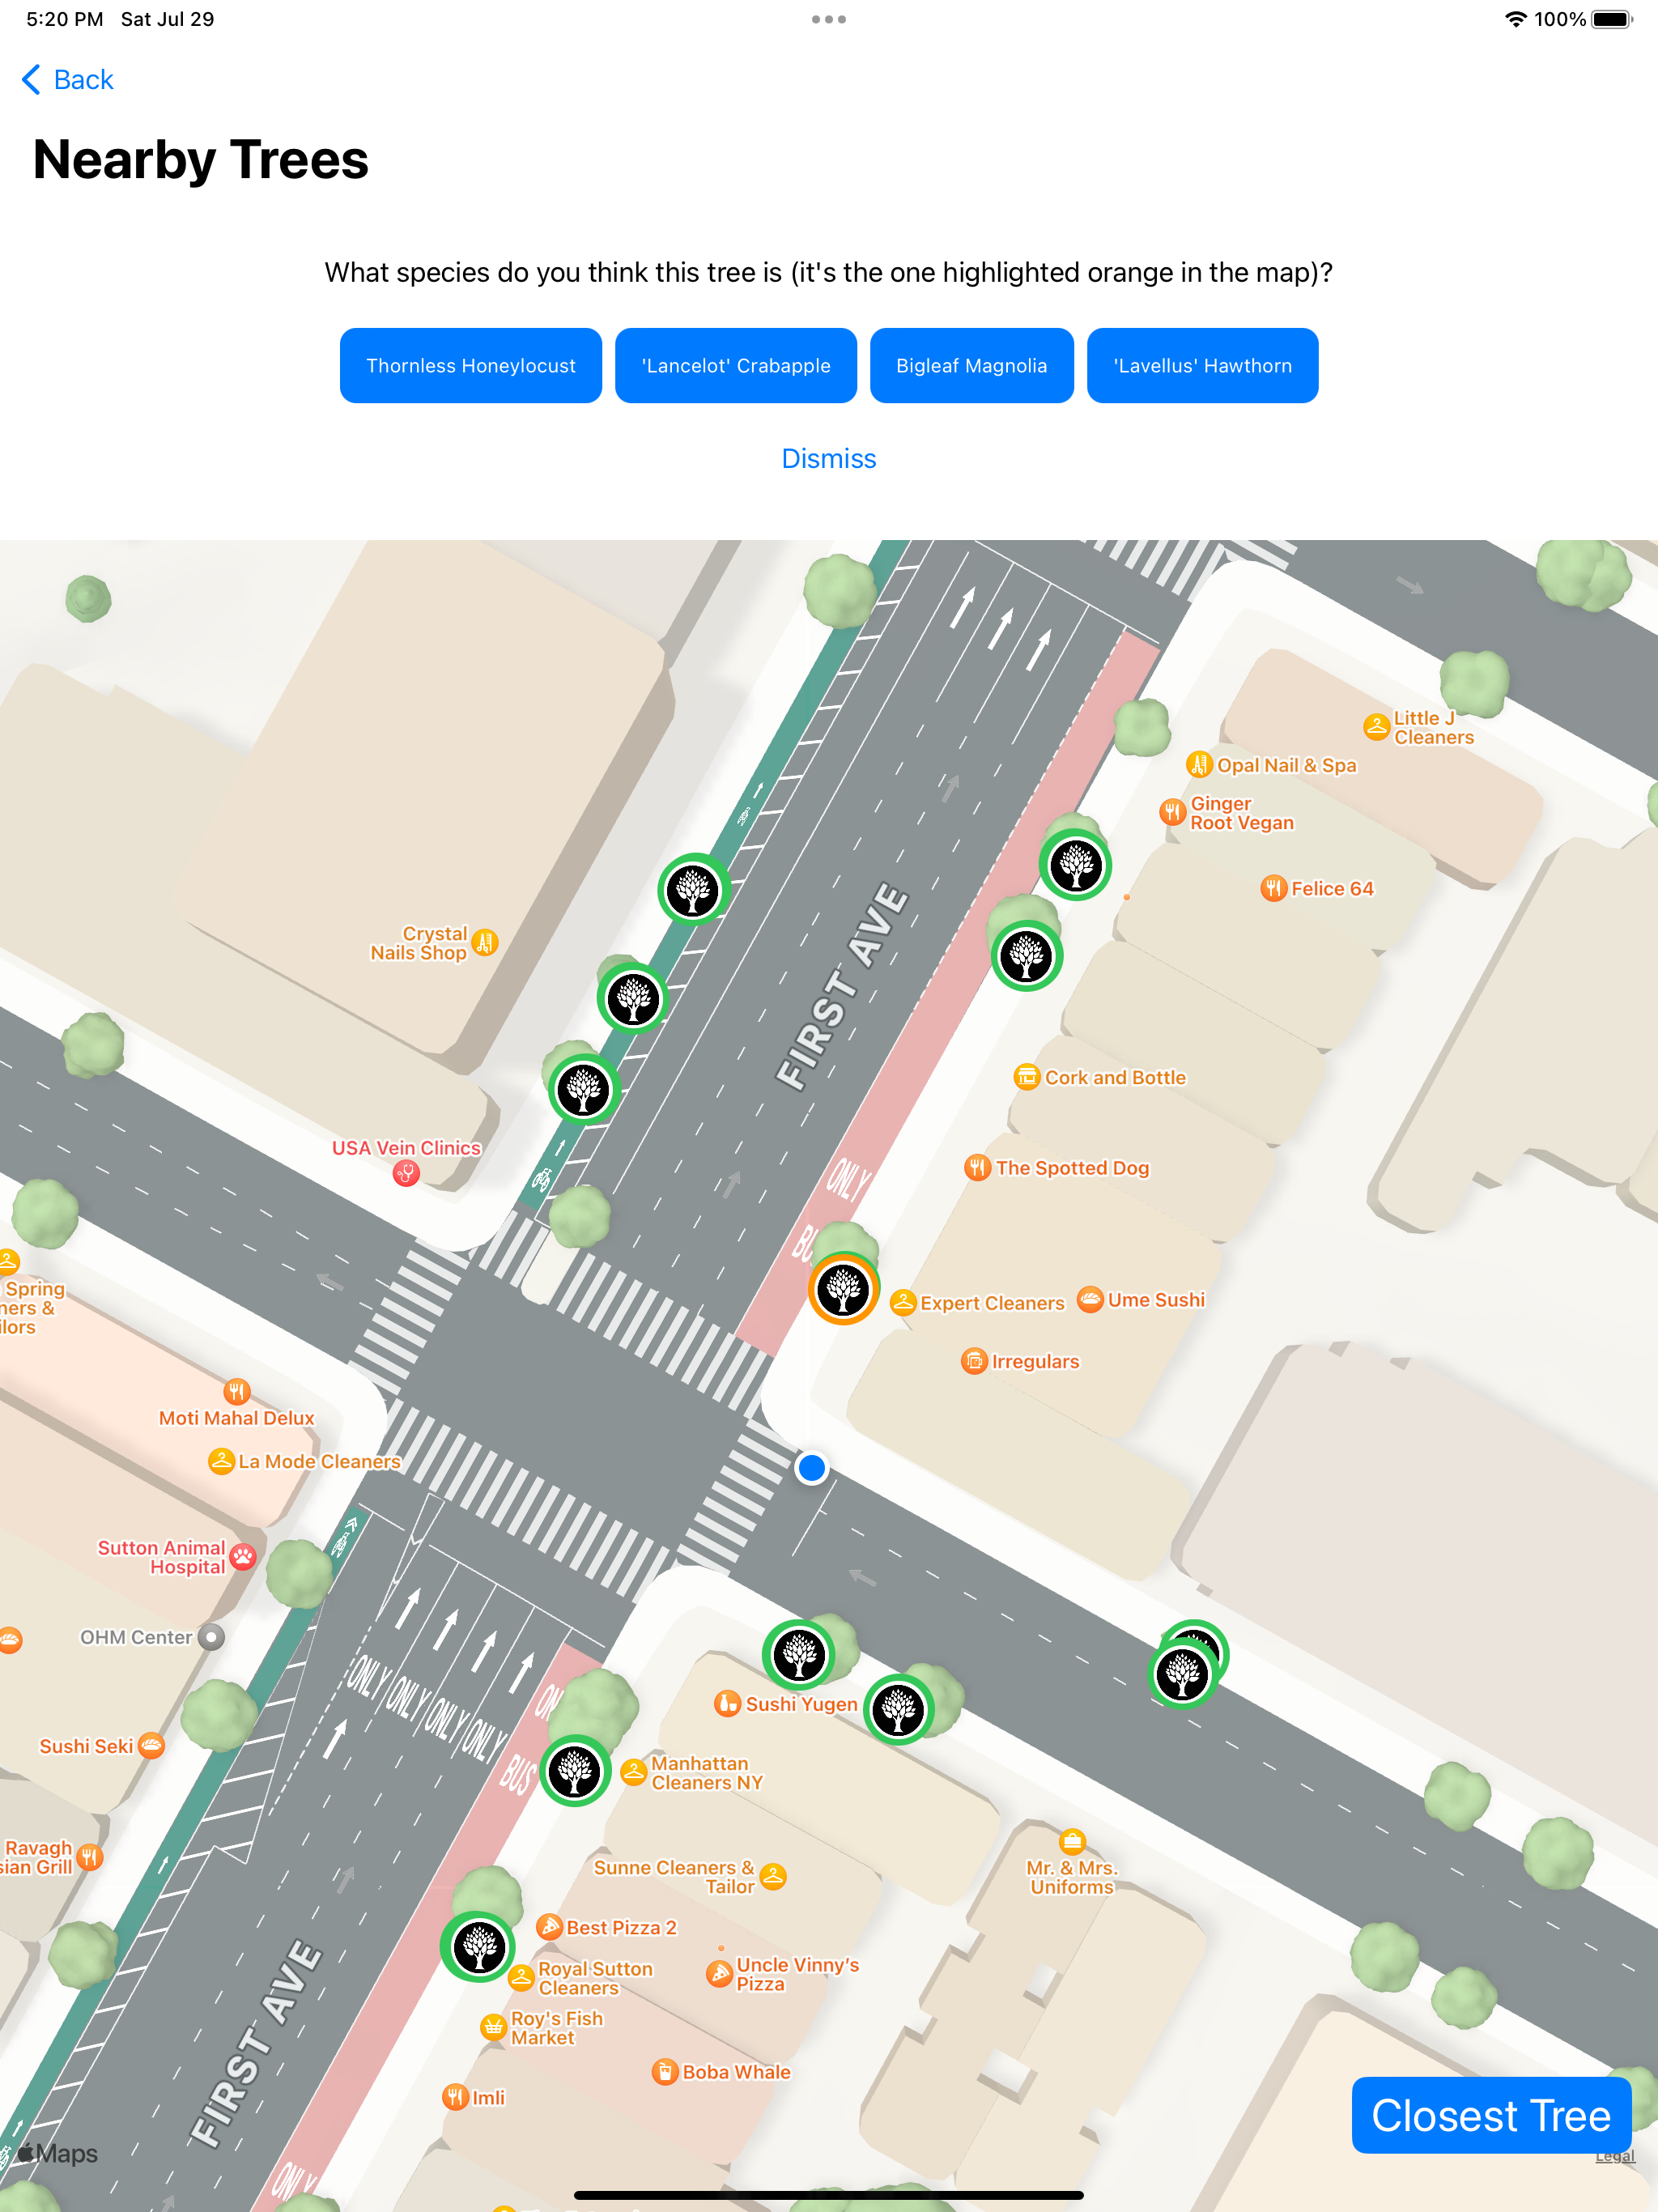 5:20 PM Sat Jul 29
100%
Back
Nearby Trees
What species do you think this tree is (it's the one highlighted orange in the map)?
Thornless Honeylocust
'Lancelot' Crabapple
Bigleaf Magnolia
'Lavellus' Hawthorn
Dismiss
Little J
Cleaners
Opal Nail & Spa
Ginger
Root Vegan
Felice 64
Crystal
Nails Shop
FIRST AVE
Cork and Bottle
USA Vein Clinics
The Spotted Dog
ONLY
Spring
ners &
ilors
Expert Cleaners
Ume Sushi
Irregulars
Moti Mahal Delux
La Mode Cleaners
Sutton Animal
Hospital
OHM Center
ONLY
ONLY
ONLY
ONLY
ON
BUS
Sushi Yugen
Sushi Seki
Manhattan
Cleaners NY
Ravagh
sian Grill
Sunne Cleaners &
Tailor
Mr. & Mrs.
Uniforms
Best Pizza 2
Royal Sutton
Cleaners
Uncle Vinny's
Pizza
Roy's Fish
Market
FIRST AVE
Boba Whale
Imli
Closest Tree
Maps
Legal
ONLY